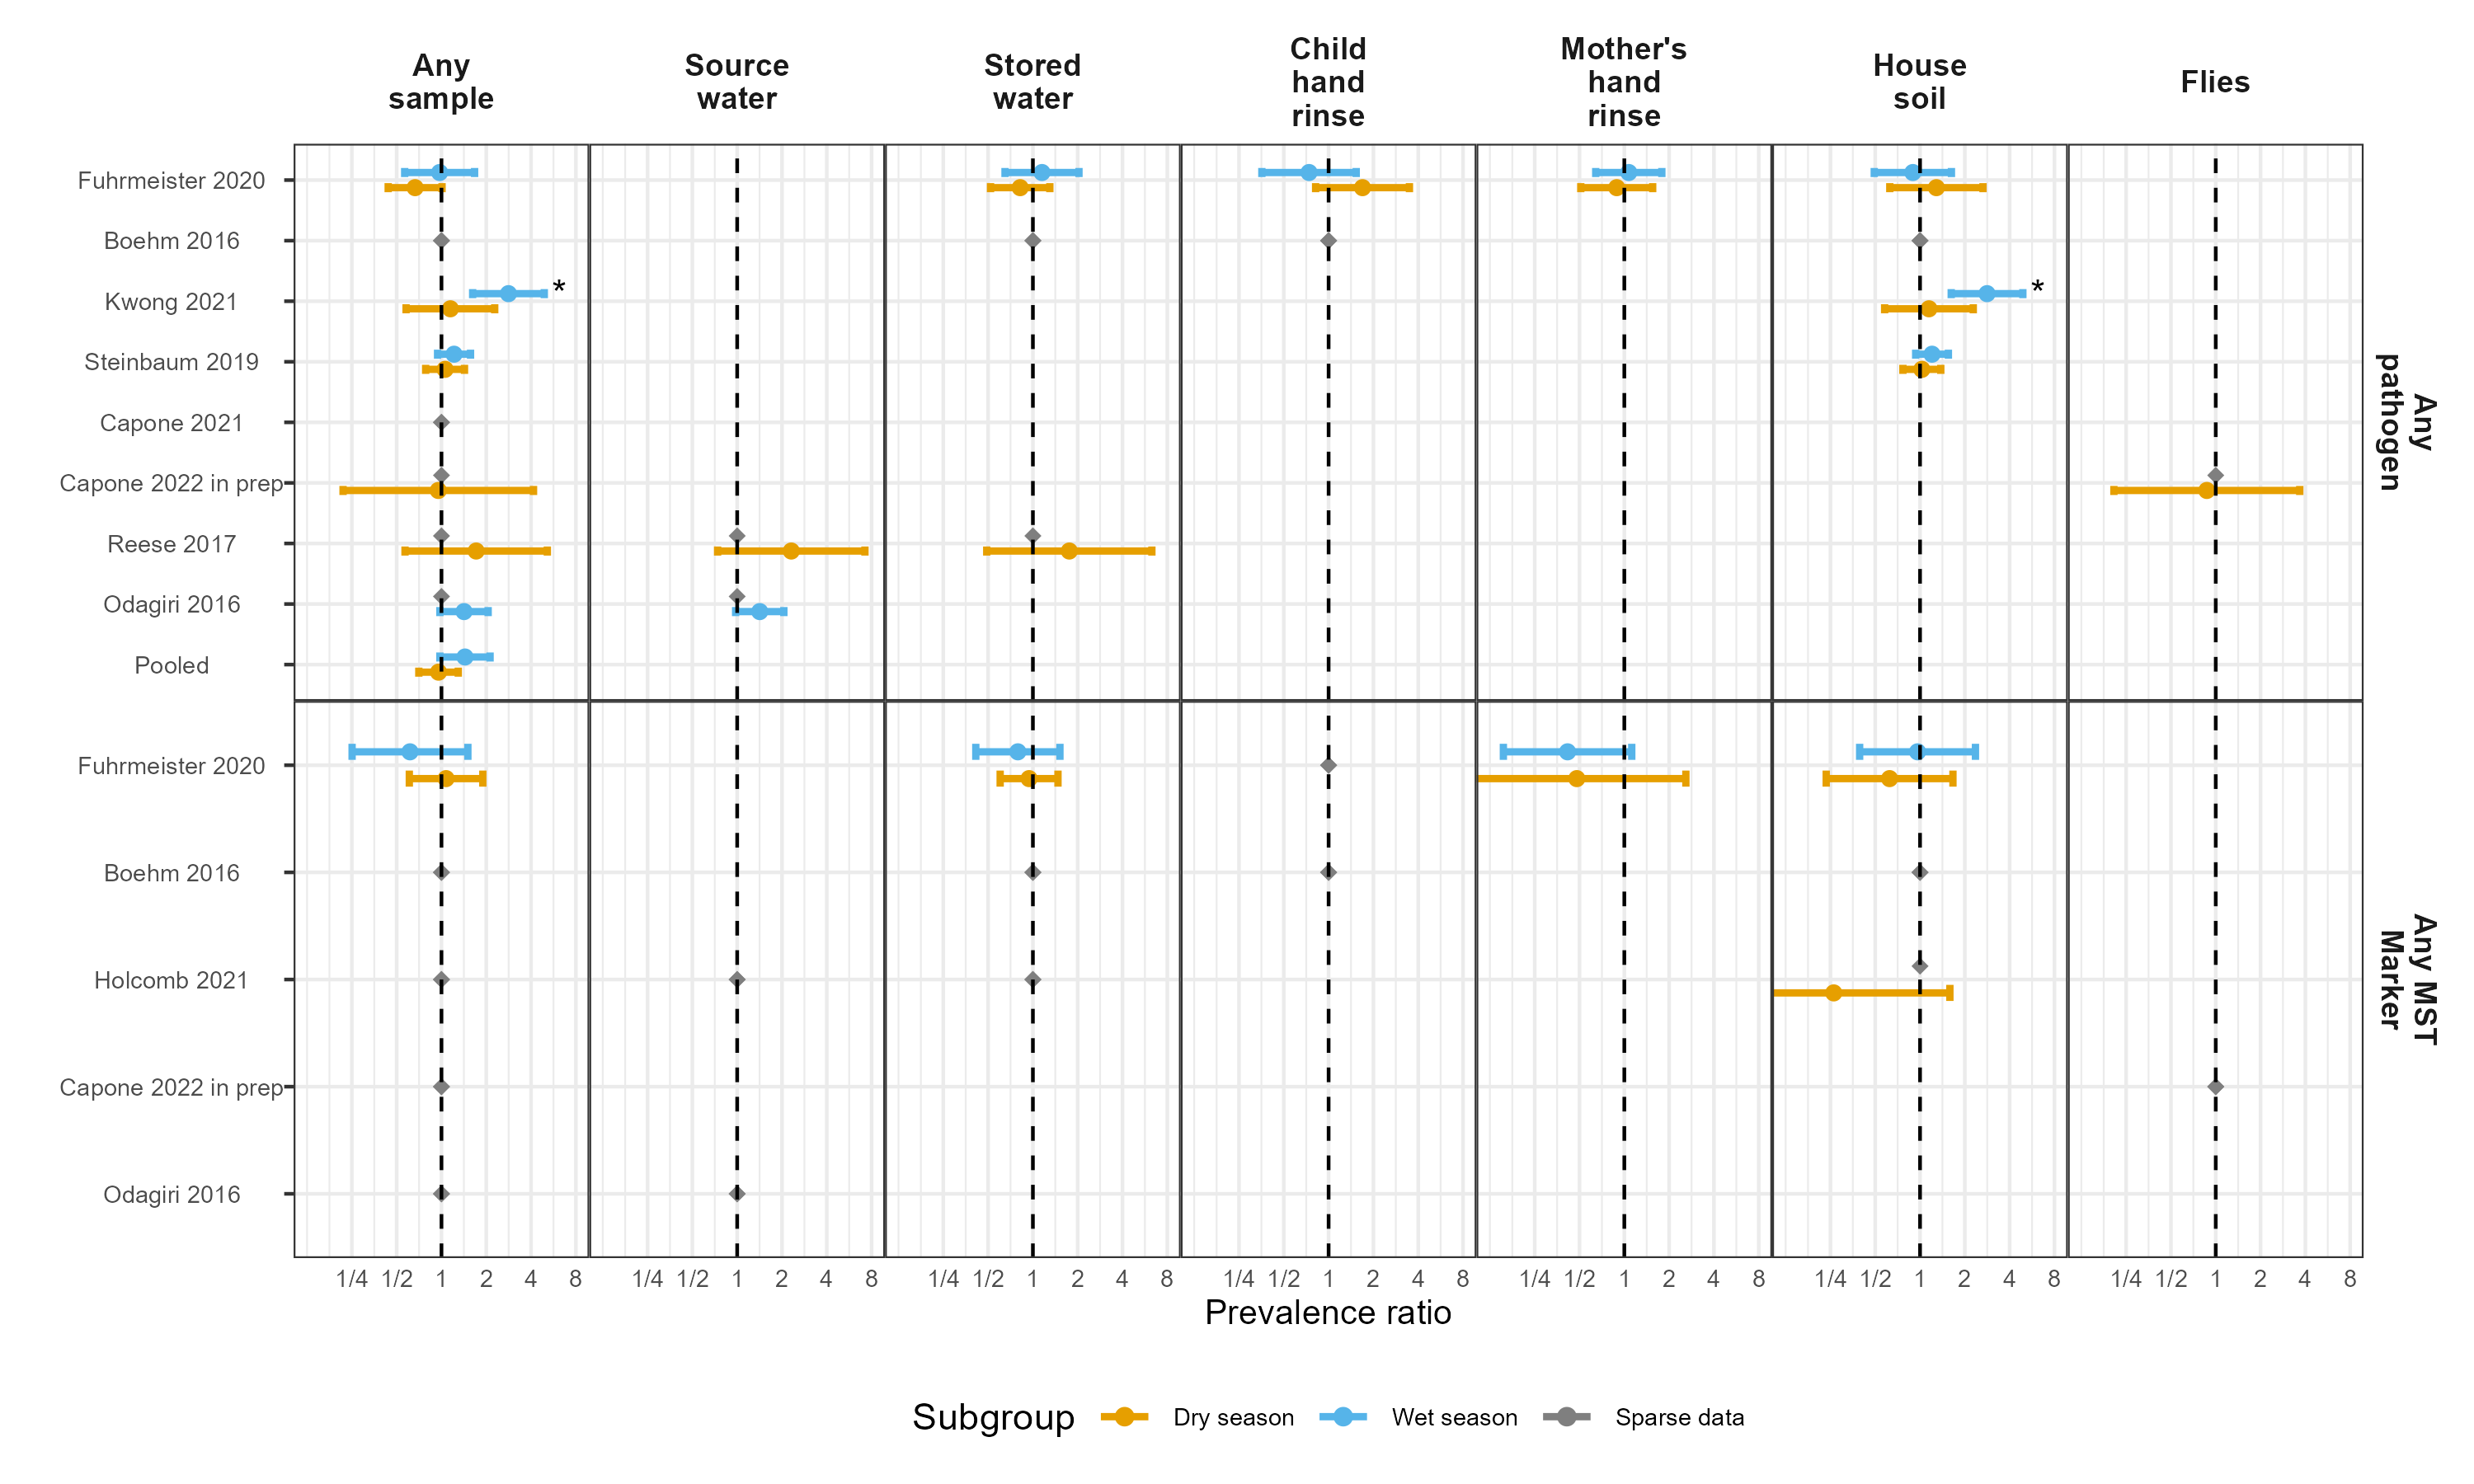 Any
sample
Source
water
Stored
water
Child
hand
rinse
Mother's
hand
rinse
House
soil
Flies
Fuhrmeister 2020
Boehm 2016
Kwong 2021
*
*
Steinbaum 2019
Capone 2021
Capone 2022 in prep
Reese 2017
Odagiri 2016
Pooled
Any
pathogen
Fuhrmeister 2020
Boehm 2016
Holcomb 2021
Capone 2022 in prep
Odagiri 2016
Any MST
Marker
1/4 1/2 1 2 4 8
1/4 1/2 1 2 4 8
1/4 1/2 1 2 4 8
1/4 1/2 1 2 4 8
1/4 1/2 1 2 4 8
1/4 1/2 1 2 4 8
1/4 1/2 1 2 4 8
Prevalence ratio
Subgroup Dry season Wet season Sparse data